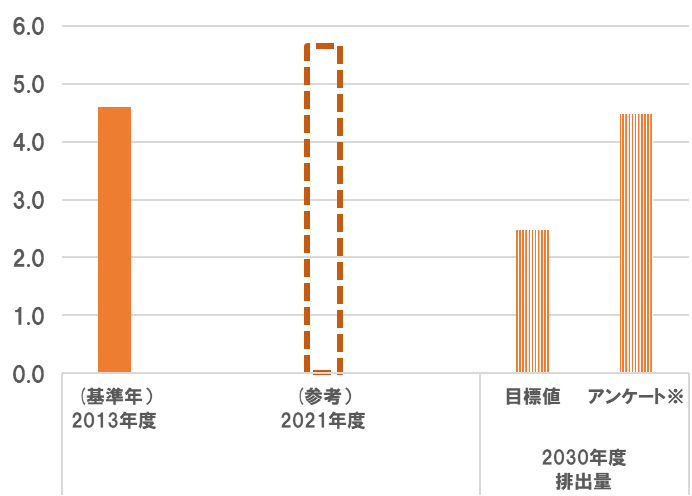 6.0
5.0
4.0
3.0
2.0
1.0
0.0
（基準年）
2013年度
（参考）
2021年度
目標値
アンケート※
2030年度
排出量